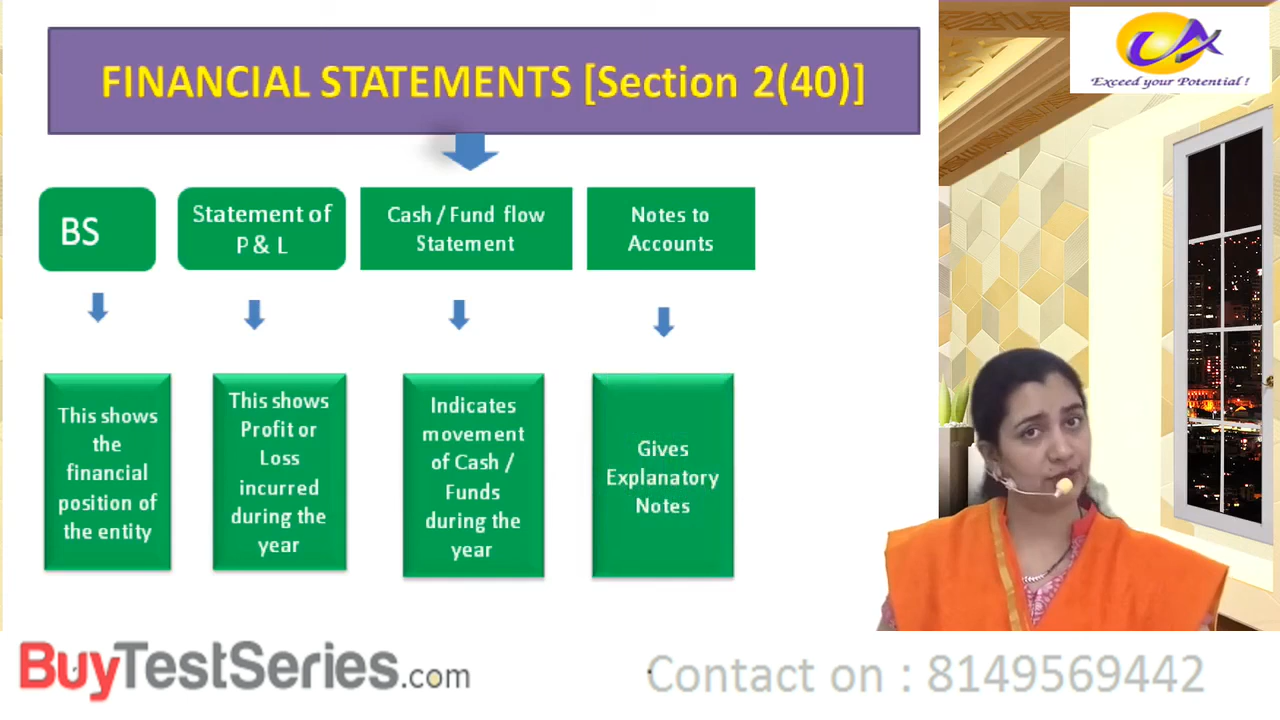 FINANCIAL STATEMENTS [Section 2(40)]
Exceed your Potential !
BS
Statement of
P & L
Cash / Fund flow
Statement
Notes to
Accounts
This shows
the
financial
position of
the entity
This shows
Profit or
Loss
incurred
during the
year
Indicates
movement
of Cash /
Funds
during the
year
Gives
Explanatory
Notes
BuyTestSeries.com
Contact on : 8149569442